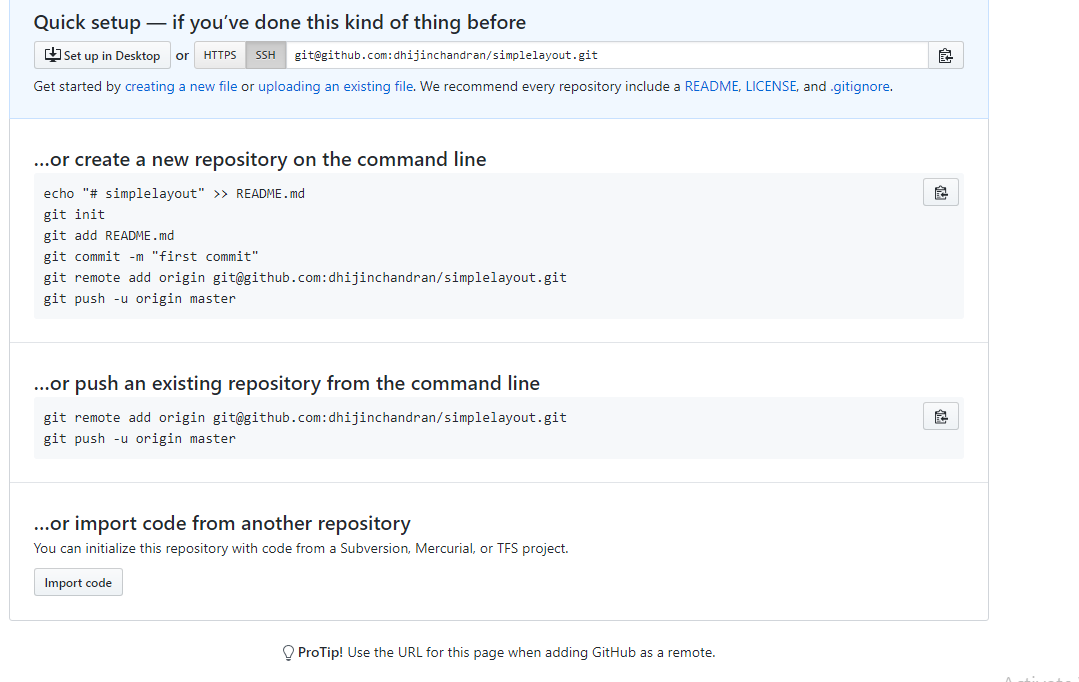 Quick setup — if you’ve done this kind of thing before
Set up in Desktop or HTTPS SSH git@github.com:dhijinchandran/simplelayout.git
Get started by creating a new file or uploading an existing file. We recommend every repository include a README, LICENSE, and .gitignore.
…or create a new repository on the command line
echo "# simplelayout" >> README.md
git init
git add README.md
git commit -m "first commit"
git remote add origin git@github.com:dhijinchandran/simplelayout.git
git push -u origin master
…or push an existing repository from the command line
git remote add origin git@github.com:dhijinchandran/simplelayout.git
git push -u origin master
…or import code from another repository
You can initialize this repository with code from a Subversion, Mercurial, or TFS project.
Import code
ProTip! Use the URL for this page when adding GitHub as a remote.